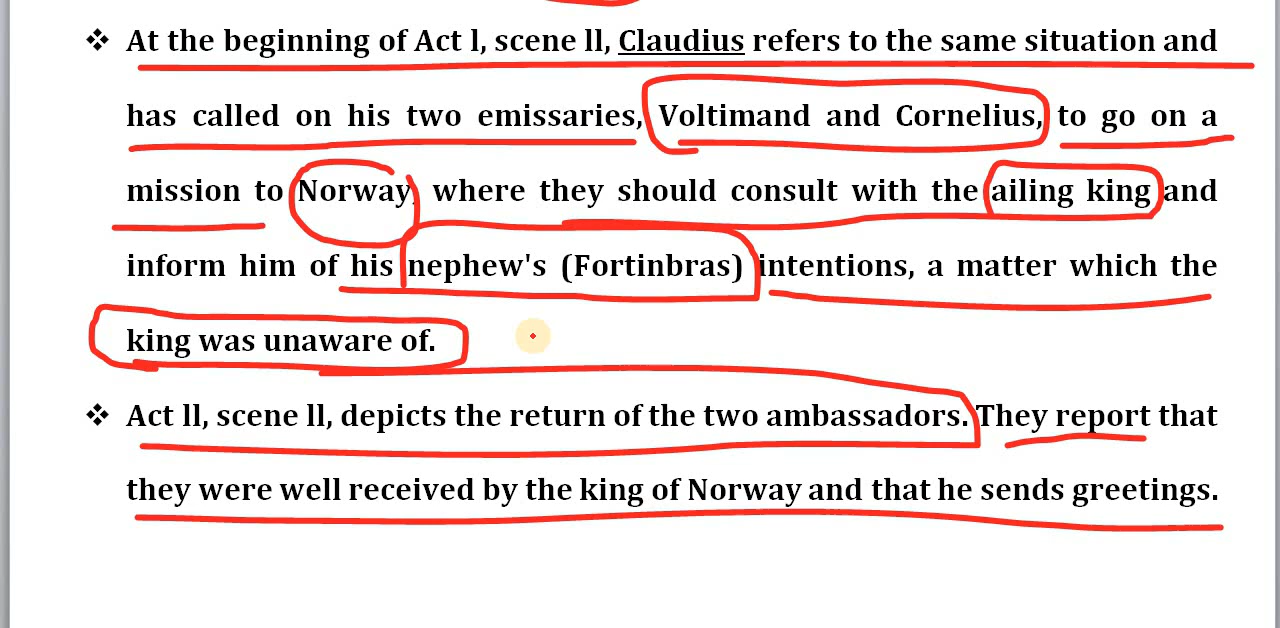 ❖ At the beginning of Act l, scene ll, Claudius refers to the same situation and
has called on his two emissaries, Voltimand and Cornelius, to go on a
mission to Norway, where they should consult with the ailing king and
inform him of his nephew's (Fortinbras) intentions, a matter which the
king was unaware of.
❖ Act ll, scene ll, depicts the return of the two ambassadors. They report that
they were well received by the king of Norway and that he sends greetings.